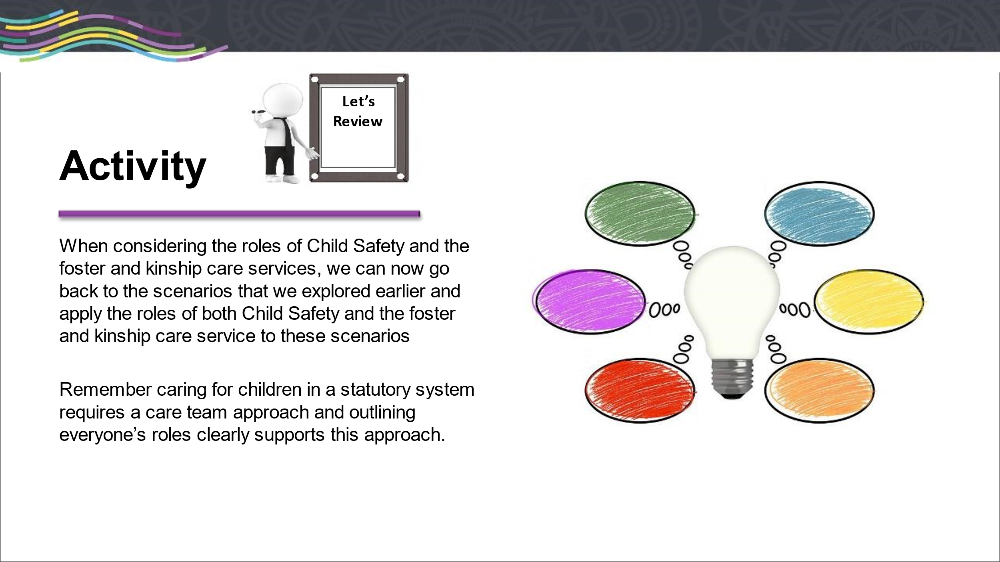 Let’s
Review
Activity
When considering the roles of Child Safety and the
foster and kinship care services, we can now go
back to the scenarios that we explored earlier and
apply the roles of both Child Safety and the foster
and kinship care service to these scenarios
Remember caring for children in a statutory system
requires a care team approach and outlining
everyone’s roles clearly supports this approach.